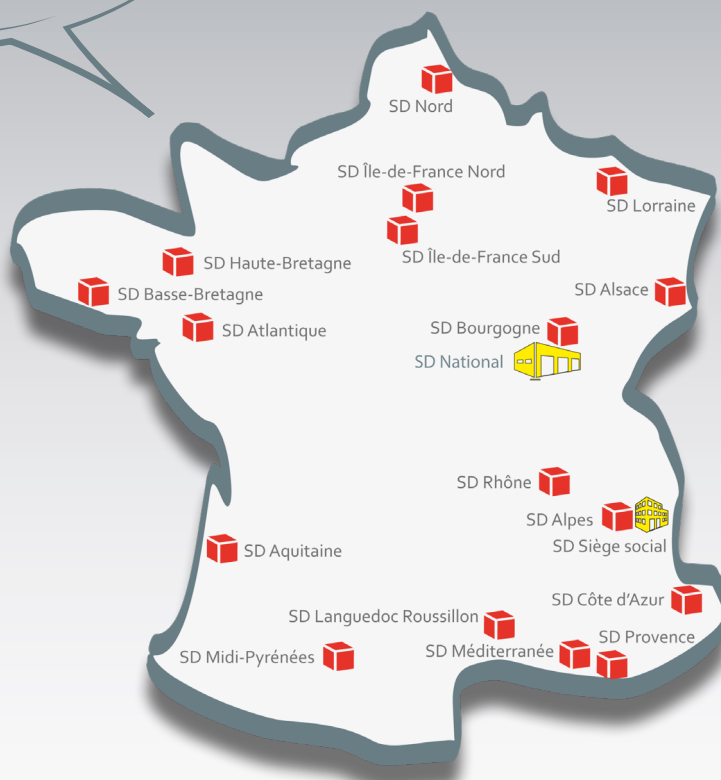 SD Nord
SD Île-de-France Nord
SD Lorraine
SD Île-de-France Sud
SD Haute-Bretagne
SD Basse-Bretagne
SD Alsace
SD Atlantique
SD Bourgogne
SD National
SD Rhône
SD Alpes
SD Siège social
SD Aquitaine
SD Côte d'Azur
SD Languedoc Roussillon
SD Provence
SD Méditerranée
SD Midi-Pyrénées